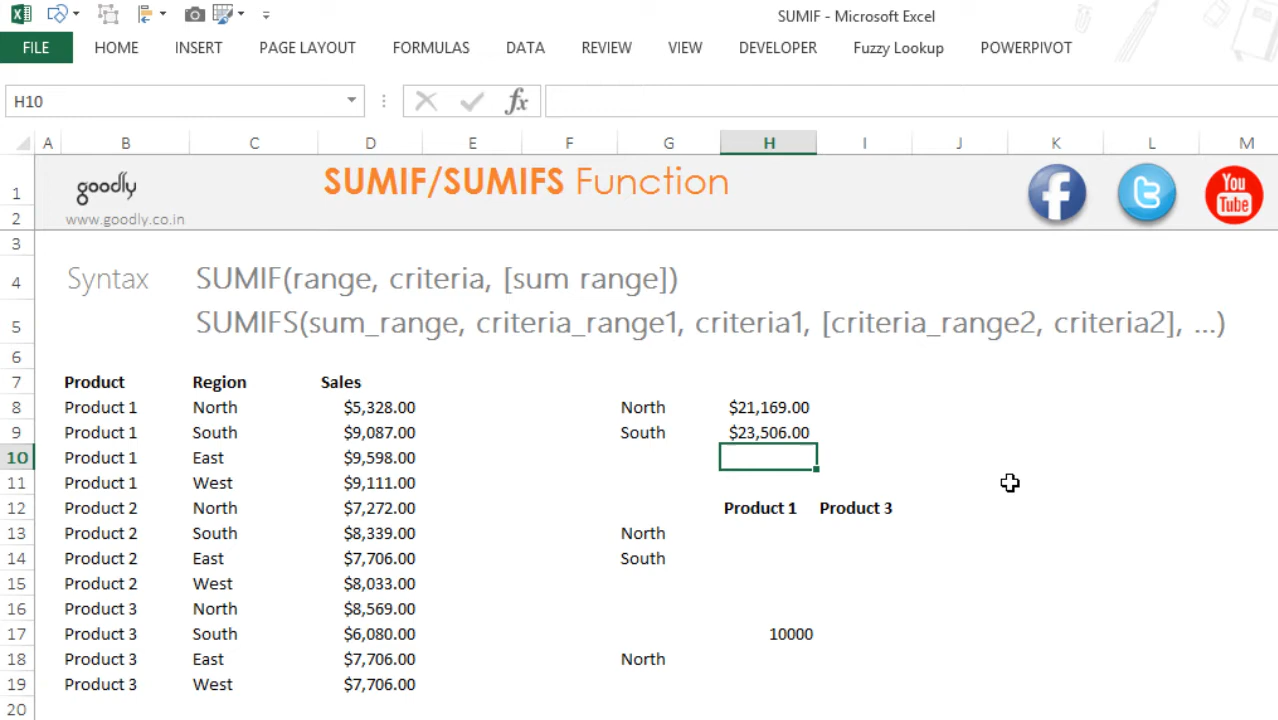 SUMIF - Microsoft Excel
FILE HOME INSERT PAGE LAYOUT FORMULAS DATA REVIEW VIEW DEVELOPER Fuzzy Lookup POWERPIVOT
H10 fx
A B C D E F G H I J K L M
1 goodly SUMIF/SUMIFS Function f t You Tube
2 www.goodly.co.in
3
4 Syntax SUMIF(range, criteria, [sum range])
5 SUMIFS(sum_range, criteria_range1, criteria1, [criteria_range2, criteria2], ...)
6
7 Product Region Sales
8 Product 1 North $5,328.00 North $21,169.00
9 Product 1 South $9,087.00 South $23,506.00
10 Product 1 East $9,598.00
11 Product 1 West $9,111.00
12 Product 2 North $7,272.00 Product 1 Product 3
13 Product 2 South $8,339.00 North
14 Product 2 East $7,706.00 South
15 Product 2 West $8,033.00
16 Product 3 North $8,569.00
17 Product 3 South $6,080.00 10000
18 Product 3 East $7,706.00 North
19 Product 3 West $7,706.00
20